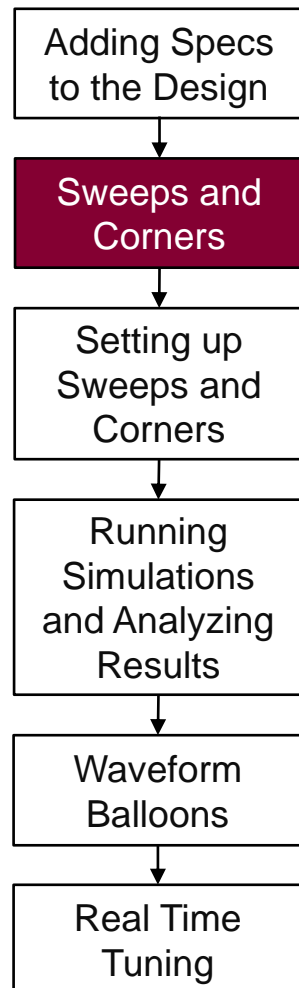 Adding Specs
to the Design
Sweeps and
Corners
Setting up
Sweeps and
Corners
Running
Simulations
and Analyzing
Results
Waveform
Balloons
Real Time
Tuning